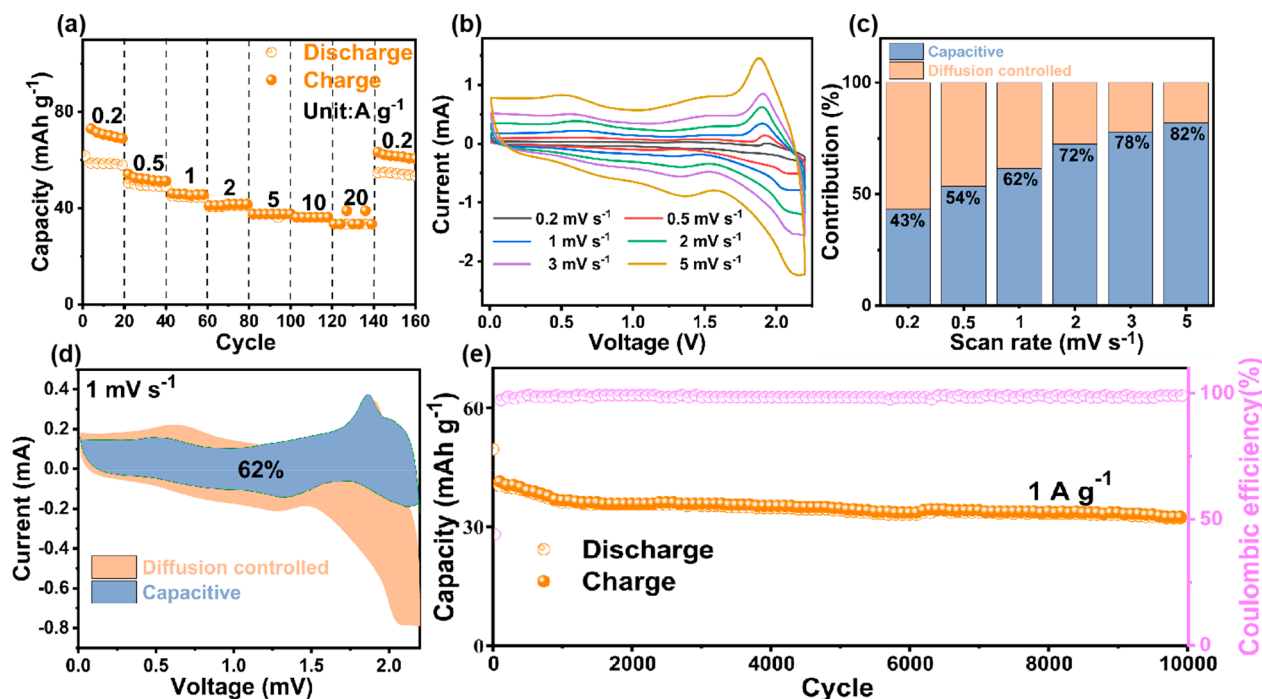 (a)
Discharge
Charge
Unit:A g⁻¹
0.2
0.5
1
2
5
10
20
0.2
80
40
0
0 20 40 60 80 100 120 140 160
Capacity (mAh g⁻¹)
Cycle
(b)
2
1
0
-1
-2
0.2 mV s⁻¹ 0.5 mV s⁻¹
1 mV s⁻¹ 2 mV s⁻¹
3 mV s⁻¹ 5 mV s⁻¹
0.0 0.5 1.0 1.5 2.0
Current (mA)
Voltage (V)
(c)
Capacitive
Diffusion controlled
100
50
0
43% 54% 62% 72% 78% 82%
0.2 0.5 1 2 3 5
Contribution (%)
Scan rate (mV s⁻¹)
(d)
1 mV s⁻¹
0.4
0.2
0.0
-0.2
-0.4
-0.6
-0.8
62%
Diffusion controlled
Capacitive
0.0 0.5 1.0 1.5 2.0
Current (mA)
Voltage (mV)
(e)
60
30
0
1 A g⁻¹
Discharge
Charge
100
50
0
0 2000 4000 6000 8000 10000
Capacity (mAh g⁻¹)
Coulombic efficiency(%)
Cycle